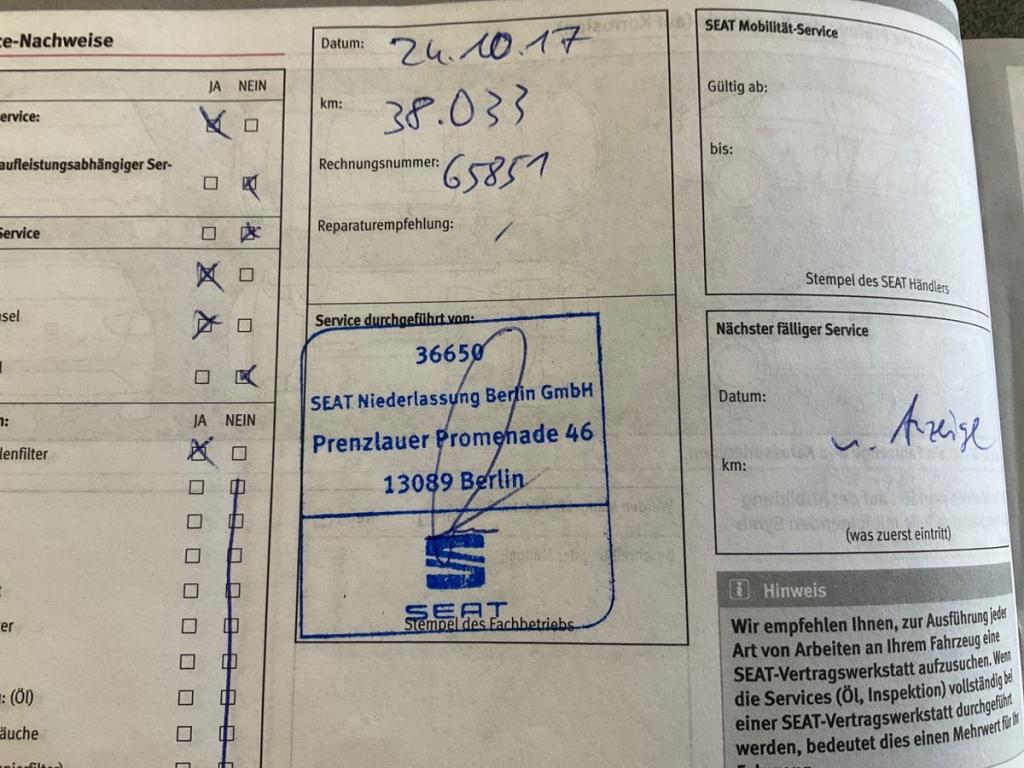 ce-Nachweise
JA NEIN
ervice:
aufleistungsabhängiger Ser-
Service
sel
JA NEIN
n:
lenfilter
er
: (Öl)
äuche
Datum: 24.10.17
km: 38.033
Rechnungsnummer: 65851
Reparaturempfehlung: /
Service durchgeführt von:
36650
SEAT Niederlassung Berlin GmbH
Prenzlauer Promenade 46
13089 Berlin
SEAT
Stempel des Fachbetriebs
SEAT Mobilität-Service
Gültig ab:
bis:
Stempel des SEAT Händlers
Nächster fälliger Service
Datum:
n. Anzeige
km:
(was zuerst eintritt)
i Hinweis
Wir empfehlen Ihnen, zur Ausführung jeder
Art von Arbeiten an Ihrem Fahrzeug eine
SEAT-Vertragswerkstatt aufzusuchen. Wenn
die Services (Öl, Inspektion) vollständig bei
einer SEAT-Vertragswerkstatt durchgeführt
werden, bedeutet dies einen Mehrwert für Ihr